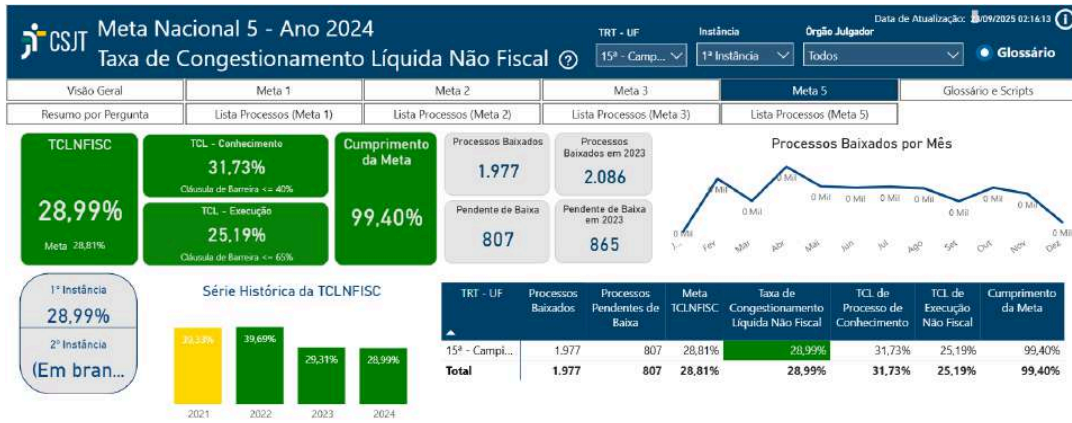 CSJT
Meta Nacional 5 - Ano 2024
Taxa de Congestionamento Líquida Não Fiscal
TRT - UF
15ª - Camp...
Instância
1ª Instância
Órgão Julgador
Todos
Data de Atualização: /09/2025 02:16:13
Glossário
Visão Geral
Meta 1
Meta 2
Meta 3
Meta 5
Glossário e Scripts
Resumo por Pergunta
Lista Processos (Meta 1)
Lista Processos (Meta 2)
Lista Processos (Meta 3)
Lista Processos (Meta 5)
TCLNFISC
28,99%
Meta 28,81%
TCL - Conhecimento
31,73%
Cláusula de Barreira <= 40%
TCL - Execução
25,19%
Cláusula de Barreira <= 65%
Cumprimento
da Meta
99,40%
Processos Baixados
1.977
Processos
Baixados em 2023
2.086
Pendente de Baixa
807
Pendente de Baixa
em 2023
865
Processos Baixados por Mês
0 Mil
0 Mil
0 Mil
0 Mil
0 Mil
0 Mil
0 Mil
0 Mil
0 Mil
0 Mil
0 Mil
J... Fev Mar Abr Mai Jun Jul Ago Set Out Nov Dez
1ª Instância
28,99%
2ª Instância
(Em bran...
Série Histórica da TCLNFISC
39,69%
29,31%
28,99%
2021 2022 2023 2024
TRT - UF Processos Baixados Processos Pendentes de Baixa Meta TCLNFISC Taxa de Congestionamento Líquida Não Fiscal TCL de Processo de Conhecimento TCL de Execução Não Fiscal Cumprimento da Meta
15ª - Campi... 1.977 807 28,81% 28,99% 31,73% 25,19% 99,40%
Total 1.977 807 28,81% 28,99% 31,73% 25,19% 99,40%